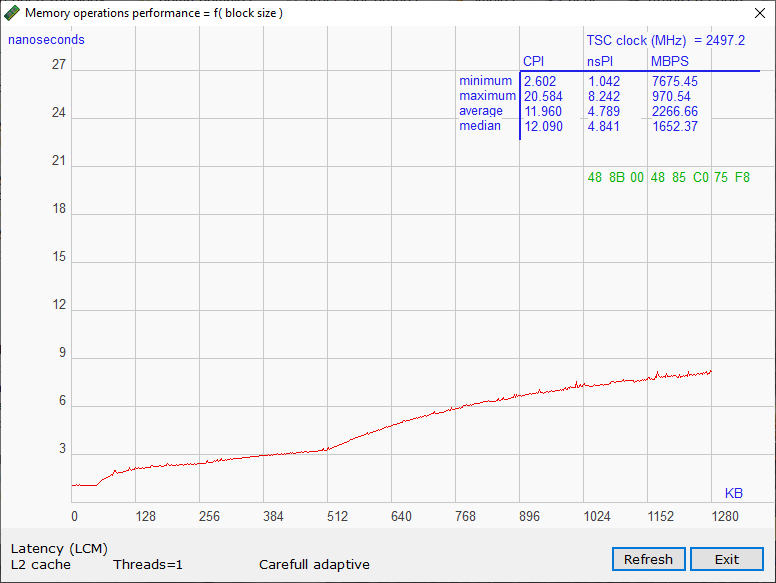 Memory operations performance = f( block size )
nanoseconds
TSC clock (MHz) = 2497.2
CPI nsPI MBPS
minimum 2.602 1.042 7675.45
maximum 20.584 8.242 970.54
average 11.960 4.789 2266.66
median 12.090 4.841 1652.37
48 8B 00 48 85 C0 75 F8
27
24
21
18
15
12
9
6
3
KB
0 128 256 384 512 640 768 896 1024 1152 1280
Latency (LCM)
L2 cache Threads=1 Carefull adaptive
Refresh Exit